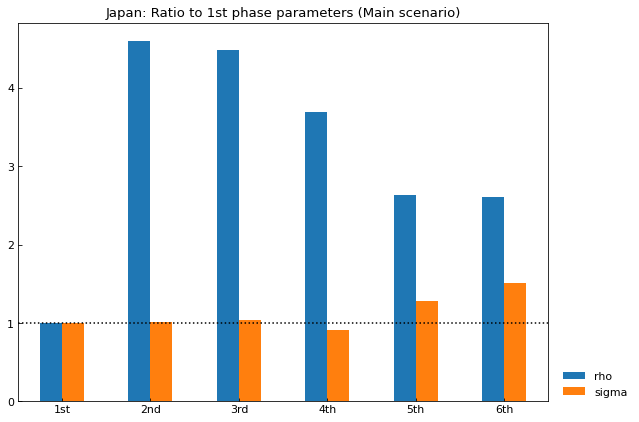 Japan: Ratio to 1st phase parameters (Main scenario)
4
3
2
1
0
1st 2nd 3rd 4th 5th 6th
rho
sigma